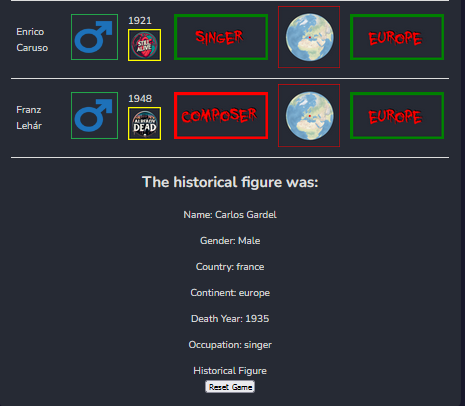 Enrico
Caruso
1921
STILL
ALIVE
SINGER
EUROPE
Franz
Lehár
1948
ALREADY
DEAD
COMPOSER
EUROPE
The historical figure was:
Name: Carlos Gardel
Gender: Male
Country: france
Continent: europe
Death Year: 1935
Occupation: singer
Historical Figure
Reset Game